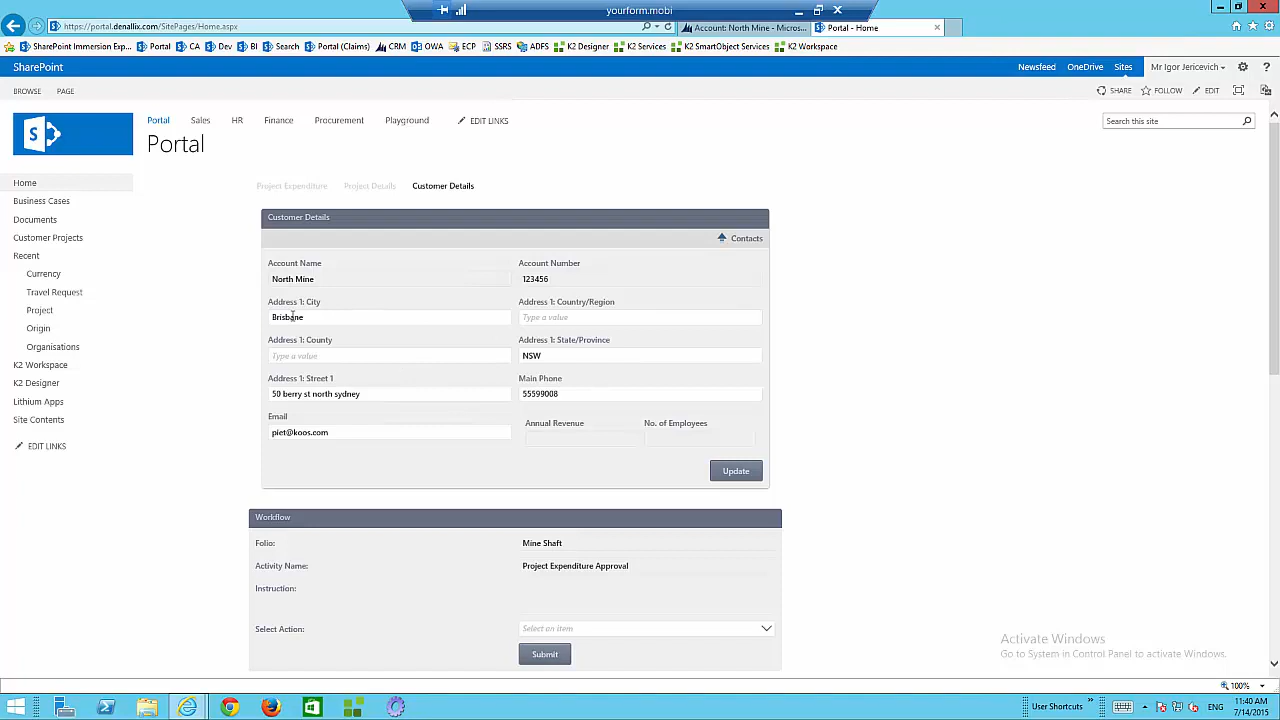 yourform.mobi
https://portal.denallix.com/SitePages/Home.aspx
Account: North Mine - Micros...
Portal - Home
SharePoint Immersion Exp...
Portal
CA
Dev
BI
Search
Portal (Claims)
CRM
OWA
ECP
SSRS
ADFS
K2 Designer
K2 Services
K2 SmartObject Services
K2 Workspace
SharePoint
Newsfeed
OneDrive
Sites
Mr Igor Jericevich
?
BROWSE
PAGE
SHARE
FOLLOW
EDIT
S
Portal
Sales
HR
Finance
Procurement
Playground
EDIT LINKS
Search this site
Portal
Home
Business Cases
Documents
Customer Projects
Recent
Currency
Travel Request
Project
Origin
Organisations
K2 Workspace
K2 Designer
Lithium Apps
Site Contents
EDIT LINKS
Project Expenditure
Project Details
Customer Details
Customer Details
Contacts
Account Name
Account Number
North Mine
123456
Address 1: City
Address 1: Country/Region
Brisbane
Type a value
Address 1: County
Address 1: State/Province
Type a value
NSW
Address 1: Street 1
Main Phone
50 berry st north sydney
55599008
Email
Annual Revenue
No. of Employees
piet@koos.com
Update
Workflow
Folio:
Mine Shaft
Activity Name:
Project Expenditure Approval
Instruction:
Select Action:
Select an item
Submit
Activate Windows
Go to System in Control Panel to activate Windows.
100%
User Shortcuts
ENG
11:40 AM
7/14/2015